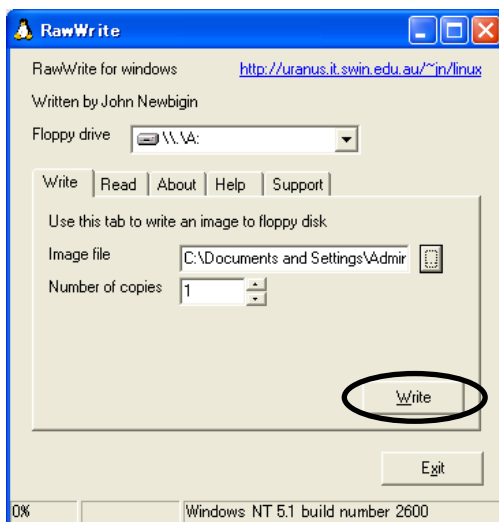 RawWrite
RawWrite for windows http://uranus.it.swin.edu.au/~jn/linux
Written by John Newbigin
Floppy drive \\.\A:
Write Read About Help Support
Use this tab to write an image to floppy disk
Image file C:\Documents and Settings\Admir
Number of copies 1
Write
Exit
0% Windows NT 5.1 build number 2600